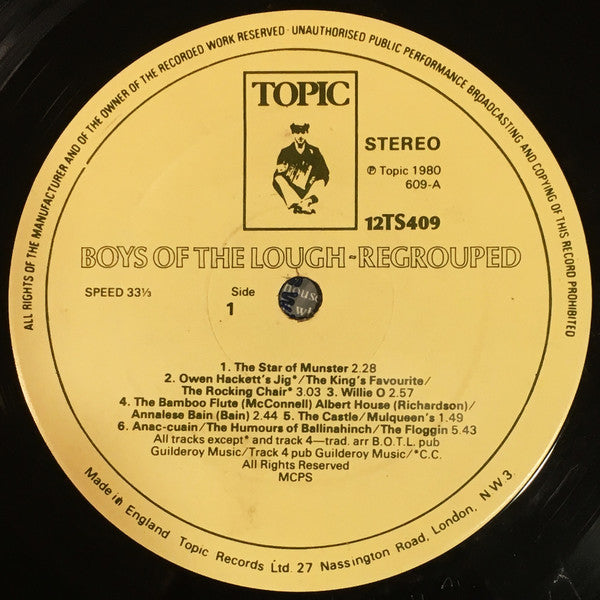 ALL RIGHTS OF THE MANUFACTURER AND OF THE OWNER OF THE RECORDED WORK RESERVED · UNAUTHORISED PUBLIC PERFORMANCE BROADCASTING AND COPYING OF THIS RECORD PROHIBITED
TOPIC
STEREO
℗ Topic 1980
609-A
12TS409
BOYS OF THE LOUGH-REGROUPED
SPEED 33⅓
Side
1
house
1. The Star of Munster 2.28
2. Owen Hackett's Jig*/The King's Favourite/
The Rocking Chair* 3.03 3. Willie O 2.57
4. The Bamboo Flute (McConnell) Albert House (Richardson)/
Annalese Bain (Bain) 2.44 5. The Castle/Mulqueen's 1.49
6. Anac-cuain/The Humours of Ballinahinch/The Floggin 5.43
All tracks except* and track 4—trad. arr B.O.T.L. pub
Guilderoy Music/Track 4 pub Guilderoy Music/*C.C.
All Rights Reserved
MCPS
Made in England Topic Records Ltd. 27 Nassington Road, London, N.W.3